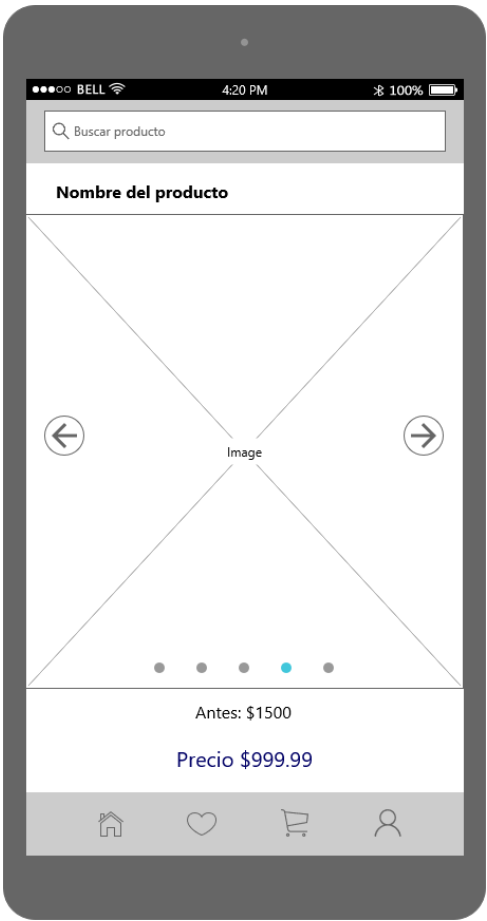 BELL 4:20 PM 100%
Buscar producto
Nombre del producto
Image
Antes: $1500
Precio $999.99